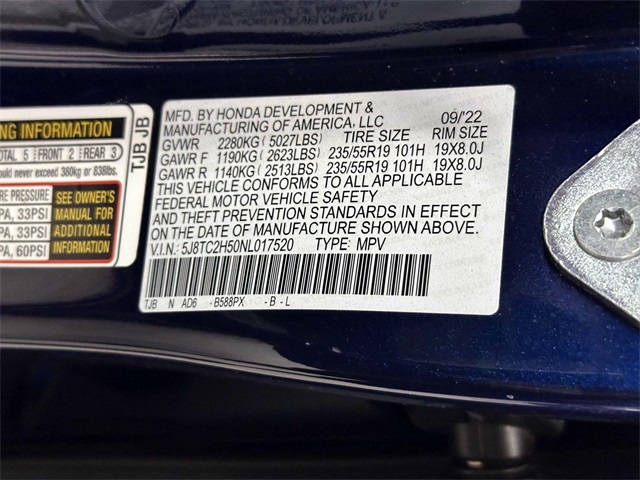 MFD. BY HONDA DEVELOPMENT &
MANUFACTURING OF AMERICA, LLC 09/'22
GVWR 2280KG (5027LBS) TIRE SIZE RIM SIZE
GAWR F 1190KG (2623LBS) 235/55R19 101H 19X8.0J
GAWR R 1140KG (2513LBS) 235/55R19 101H 19X8.0J
THIS VEHICLE CONFORMS TO ALL APPLICABLE
FEDERAL MOTOR VEHICLE SAFETY
AND THEFT PREVENTION STANDARDS IN EFFECT
ON THE DATE OF MANUFACTURE SHOWN ABOVE.
V.I.N.: 5J8TC2H50NL017520 TYPE: MPV
TJB N AD6 -B588PX -B-L
NG INFORMATION
TOTAL 5 FRONT 2 REAR 3
ould never exceed 380kg or 838lbs.
E PRESSURE
PA, 33PSI
PA, 33PSI
PA, 60PSI
SEE OWNER'S
MANUAL FOR
ADDITIONAL
INFORMATION
TJB JB